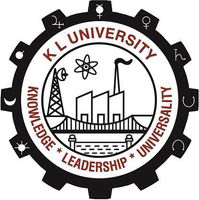 K L UNIVERSITY
KNOWLEDGE * LEADERSHIP * UNIVERSALITY